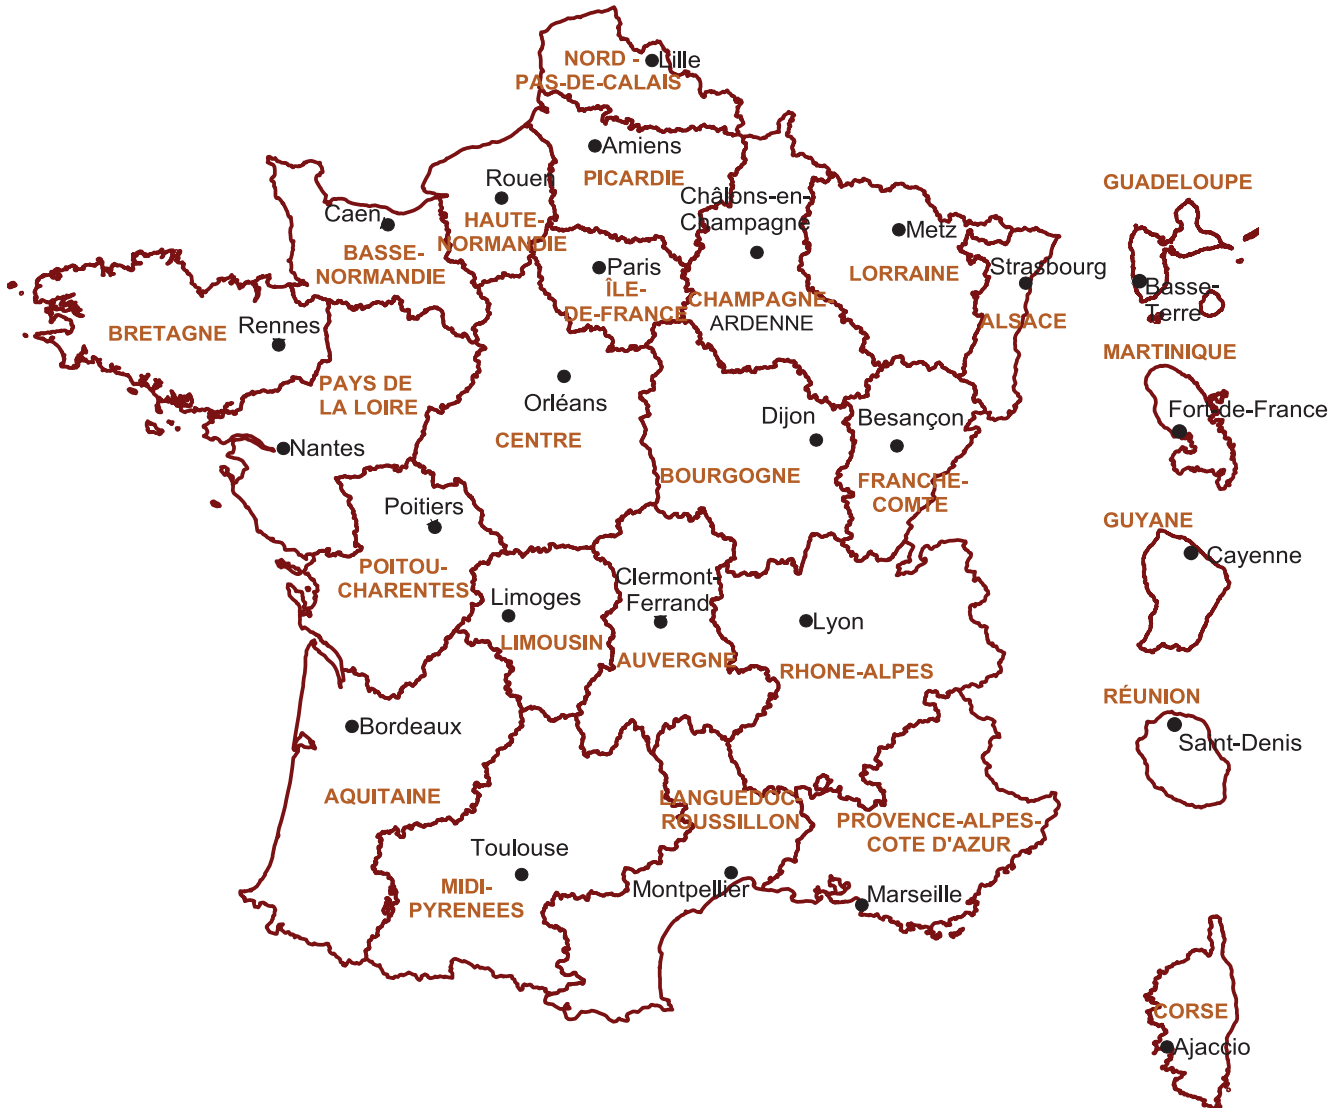 NORD -
PAS-DE-CALAIS
Lille
Amiens
PICARDIE
Rouen
HAUTE-
NORMANDIE
Caen
BASSE-
NORMANDIE
Châlons-en-
Champagne
CHAMPAGNE-
ARDENNE
Metz
LORRAINE
Strasbourg
ALSACE
Paris
ÎLE-
DE-FRANCE
BRETAGNE
Rennes
PAYS DE
LA LOIRE
Nantes
Orléans
CENTRE
Dijon
BOURGOGNE
Besançon
FRANCHE-
COMTE
Poitiers
POITOU-
CHARENTES
Limoges
LIMOUSIN
Clermont-
Ferrand
AUVERGNE
Lyon
RHONE-ALPES
Bordeaux
AQUITAINE
Toulouse
MIDI-
PYRENEES
LANGUEDOC-
ROUSSILLON
Montpellier
PROVENCE-ALPES-
COTE D'AZUR
Marseille
GUADELOUPE
Basse-
Terre
MARTINIQUE
Fort-de-France
GUYANE
Cayenne
RÉUNION
Saint-Denis
CORSE
Ajaccio